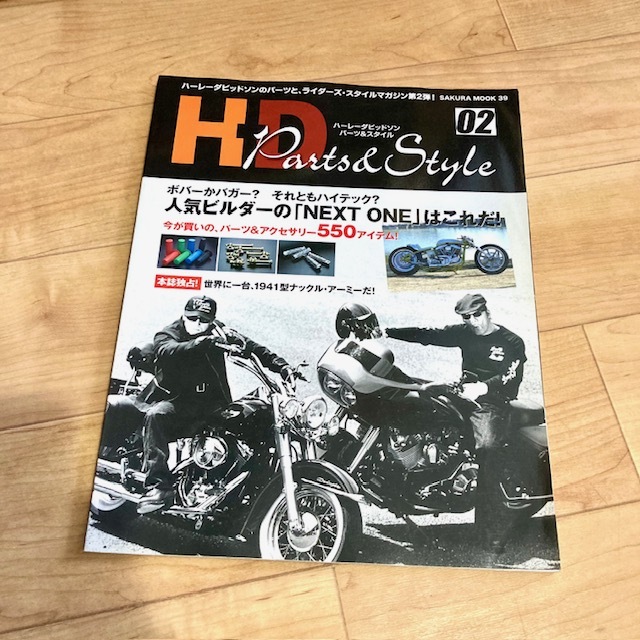 ハーレーダビッドソンのパーツと、ライダーズ・スタイルマガジン第2弾! SAKURA MOOK 39
HD Parts & Style
ハーレーダビッドソン
パーツ&スタイル
02
ボバーかバガー? それともハイテック?
人気ビルダーの「NEXT ONE」はこれだ!
今が買いの、パーツ&アクセサリー550アイテム!
本誌独占! 世界に一台、1941型ナックル・アーミーだ!